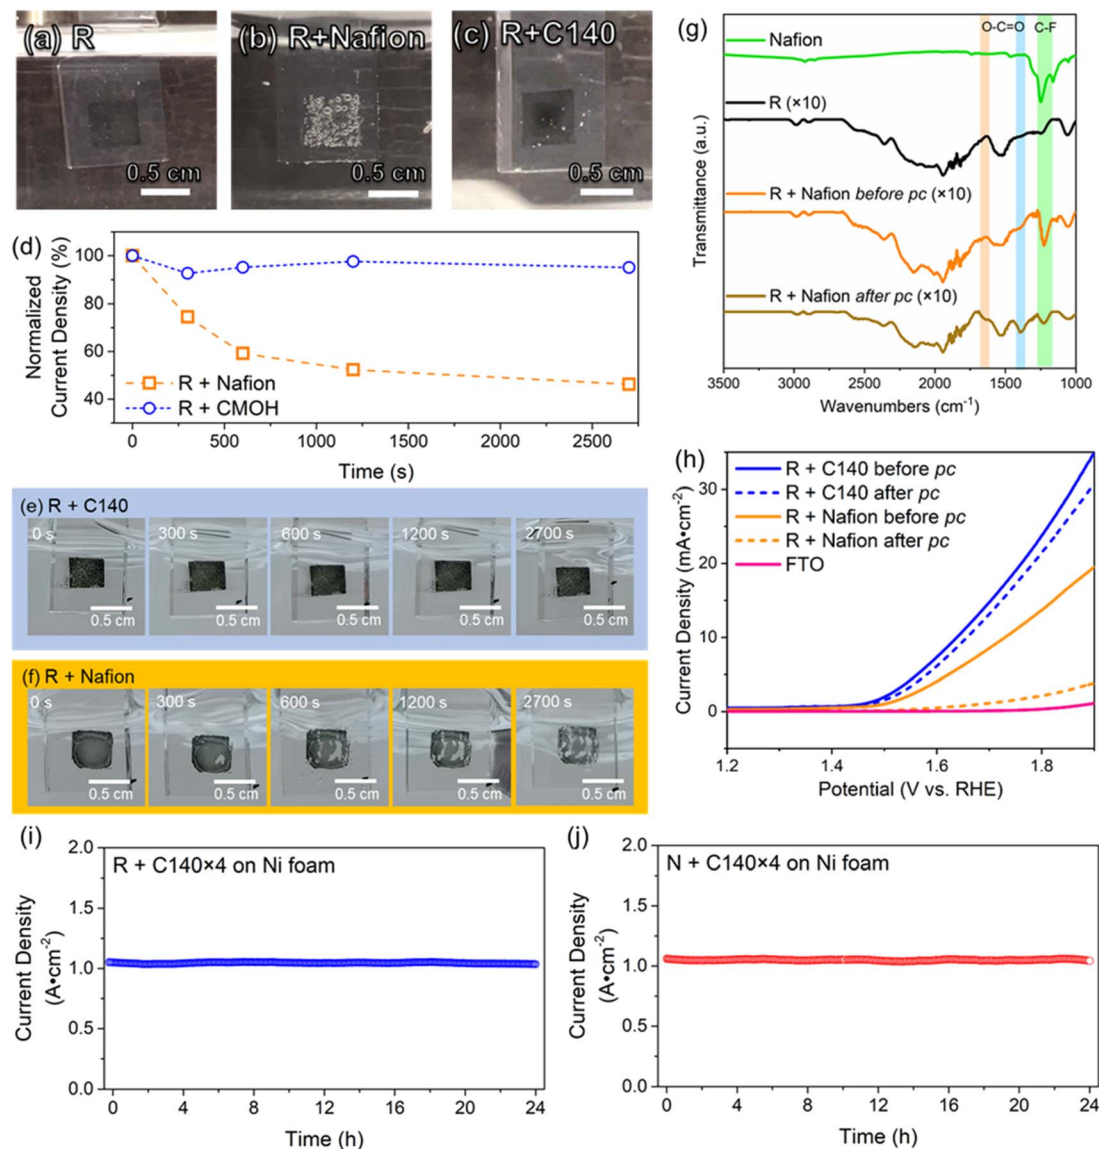 (a) R
0.5 cm
(b) R+Nafion
0.5 cm
(c) R+C140
0.5 cm
(d)
Normalized
Current Density (%)
100
80
60
40
R + Nafion
R + CMOH
0
500
1000
1500
2000
2500
Time (s)
(e) R + C140
0 s
300 s
600 s
1200 s
2700 s
0.5 cm
0.5 cm
0.5 cm
0.5 cm
0.5 cm
(f) R + Nafion
0 s
300 s
600 s
1200 s
2700 s
0.5 cm
0.5 cm
0.5 cm
0.5 cm
0.5 cm
(g)
O-C=O
C-F
Nafion
R (×10)
R + Nafion before pc (×10)
R + Nafion after pc (×10)
Transmittance (a.u.)
3500
3000
2500
2000
1500
1000
Wavenumbers (cm⁻¹)
(h)
R + C140 before pc
R + C140 after pc
R + Nafion before pc
R + Nafion after pc
FTO
Current Density (mA•cm⁻²)
30
20
10
0
1.2
1.4
1.6
1.8
Potential (V vs. RHE)
(i)
R + C140×4 on Ni foam
Current Density
(A•cm⁻²)
2.0
1.5
1.0
0.5
0.0
0
4
8
12
16
20
24
Time (h)
(j)
N + C140×4 on Ni foam
Current Density
(A•cm⁻²)
2.0
1.5
1.0
0.5
0.0
0
4
8
12
16
20
24
Time (h)